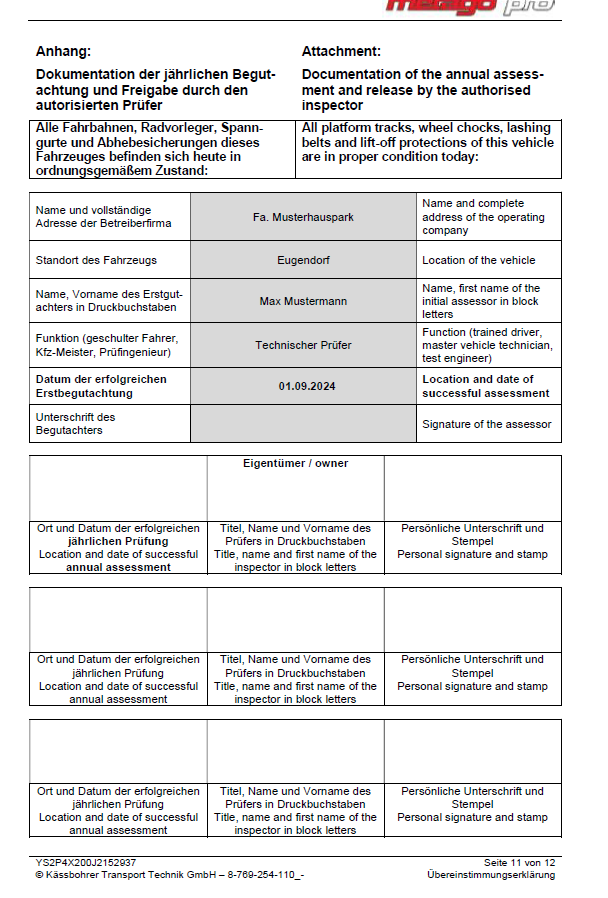 metago pro
Anhang:
Dokumentation der jährlichen Begut-
achtung und Freigabe durch den
autorisierten Prüfer
Attachment:
Documentation of the annual assess-
ment and release by the authorised
inspector
Alle Fahrbahnen, Radvorleger, Spann-
gurte und Abhebesicherungen dieses
Fahrzeuges befinden sich heute in
ordnungsgemäßem Zustand:
All platform tracks, wheel chocks, lashing
belts and lift-off protections of this vehicle
are in proper condition today:
Name und vollständige
Adresse der Betreiberfirma
Fa. Musterhauspark
Name and complete
address of the operating
company
Standort des Fahrzeugs
Eugendorf
Location of the vehicle
Name, Vorname des Erstgut-
achters in Druckbuchstaben
Max Mustermann
Name, first name of the
initial assessor in block
letters
Funktion (geschulter Fahrer,
Kfz-Meister, Prüfingenieur)
Technischer Prüfer
Function (trained driver,
master vehicle technician,
test engineer)
Datum der erfolgreichen
Erstbegutachtung
01.09.2024
Location and date of
successful assessment
Unterschrift des
Begutachters
Signature of the assessor
Eigentümer / owner
Ort und Datum der erfolgreichen
jährlichen Prüfung
Location and date of successful
annual assessment
Titel, Name und Vorname des
Prüfers in Druckbuchstaben
Title, name and first name of the
inspector in block letters
Persönliche Unterschrift und
Stempel
Personal signature and stamp
Ort und Datum der erfolgreichen
jährlichen Prüfung
Location and date of successful
annual assessment
Titel, Name und Vorname des
Prüfers in Druckbuchstaben
Title, name and first name of the
inspector in block letters
Persönliche Unterschrift und
Stempel
Personal signature and stamp
Ort und Datum der erfolgreichen
jährlichen Prüfung
Location and date of successful
annual assessment
Titel, Name und Vorname des
Prüfers in Druckbuchstaben
Title, name and first name of the
inspector in block letters
Persönliche Unterschrift und
Stempel
Personal signature and stamp
YS2P4X200J2152937
© Kässbohrer Transport Technik GmbH – 8-769-254-110_-
Seite 11 von 12
Übereinstimmungserklärung